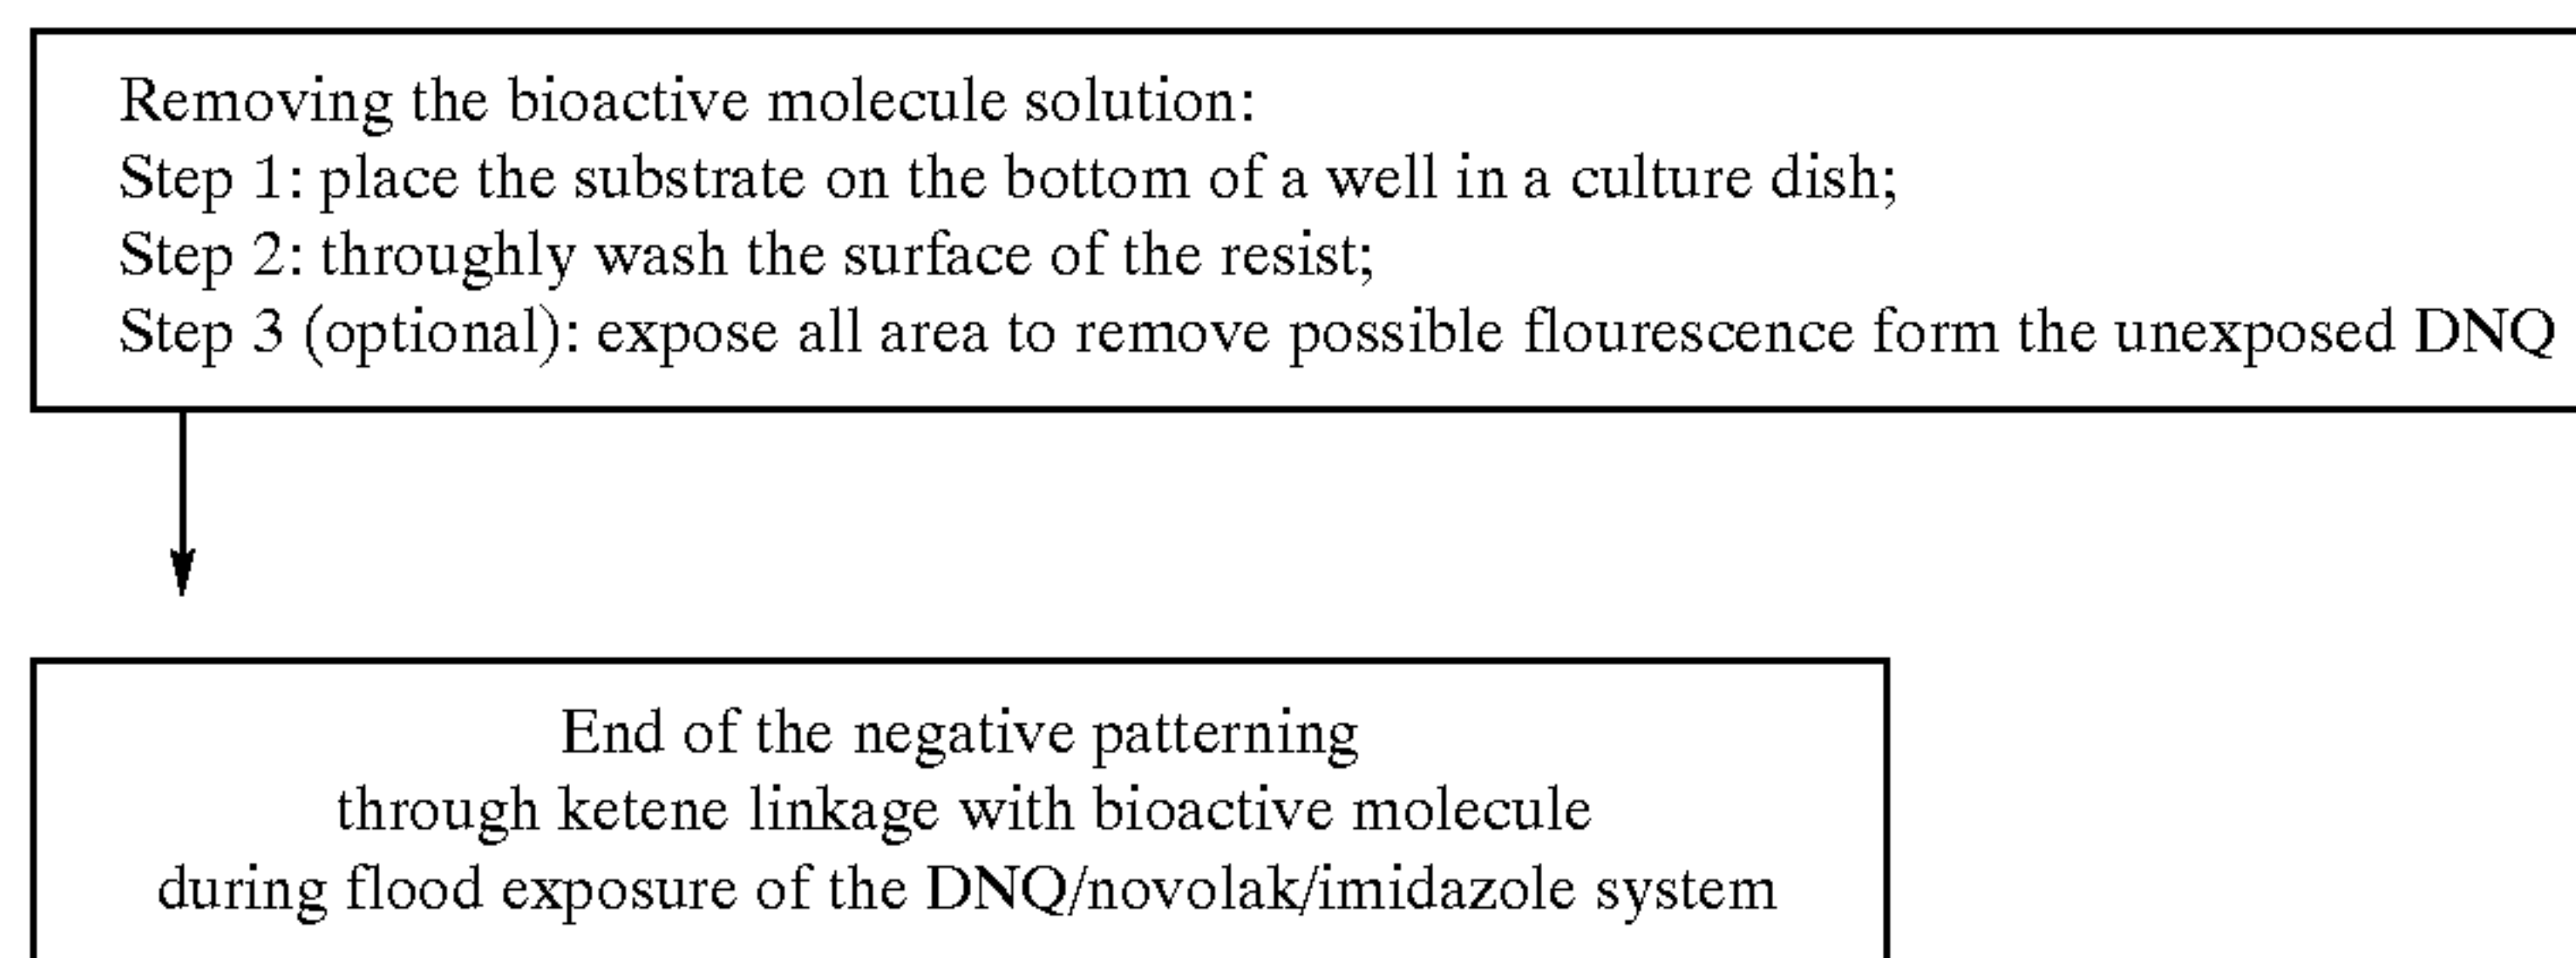 Removing the bioactive molecule solution:
Step 1: place the substrate on the bottom of a well in a culture dish;
Step 2: throughly wash the surface of the resist;
Step 3 (optional): expose all area to remove possible flourescence form the unexposed DNQ
End of the negative patterning
through ketene linkage with bioactive molecule
during flood exposure of the DNQ/novolak/imidazole system